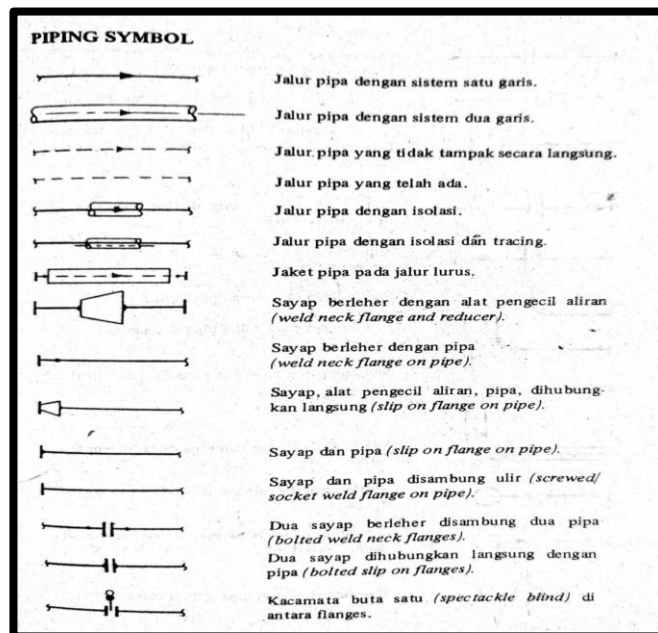 PIPING SYMBOL
Jalur pipa dengan sistem satu garis.
Jalur pipa dengan sistem dua garis.
Jalur pipa yang tidak tampak secara langsung.
Jalur pipa yang telah ada.
Jalur pipa dengan isolasi.
Jalur pipa dengan isolasi dan tracing.
Jaket pipa pada jalur lurus.
Sayap berleher dengan alat pengecil aliran
(weld neck flange and reducer).
Sayap berleher dengan pipa
(weld neck flange on pipe).
Sayap, alat pengecil aliran, pipa, dihubung-
kan langsung (slip on flange on pipe).
Sayap dan pipa (slip on flange on pipe).
Sayap dan pipa disambung ulir (screwed/
socket weld flange on pipe).
Dua sayap berleher disambung dua pipa
(bolted weld neck flanges).
Dua sayap dihubungkan langsung dengan
pipa (bolted slip on flanges).
Kacamata buta satu (spectackle blind) di
antara flanges.